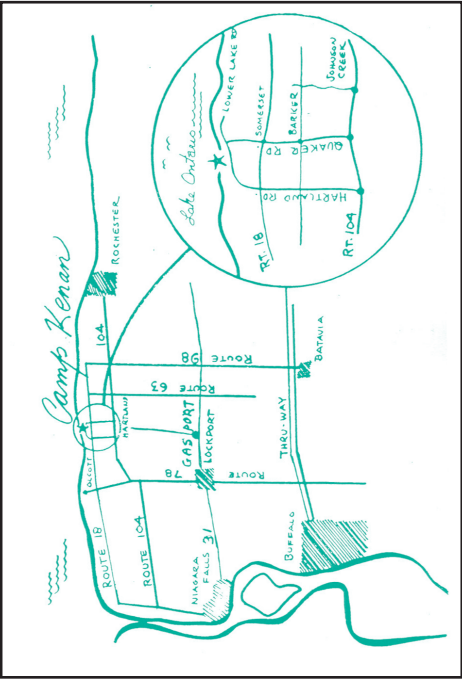 Camp Kenan
Lake Ontario
LOWER LAKE RD
SOMERSET
BARKER
JOHNSON
CREEK
QUAKER RD
HARTLAND RD
RT. 18
RT. 104
ROCHESTER
104
ROUTE 98
ROUTE 63
BATAVIA
HARTLAND
OLCOTT
GASPORT
LOCKPORT
ROUTE 78
THRU-WAY
ROUTE 18
ROUTE 104
NIAGARA
FALLS
31
BUFFALO